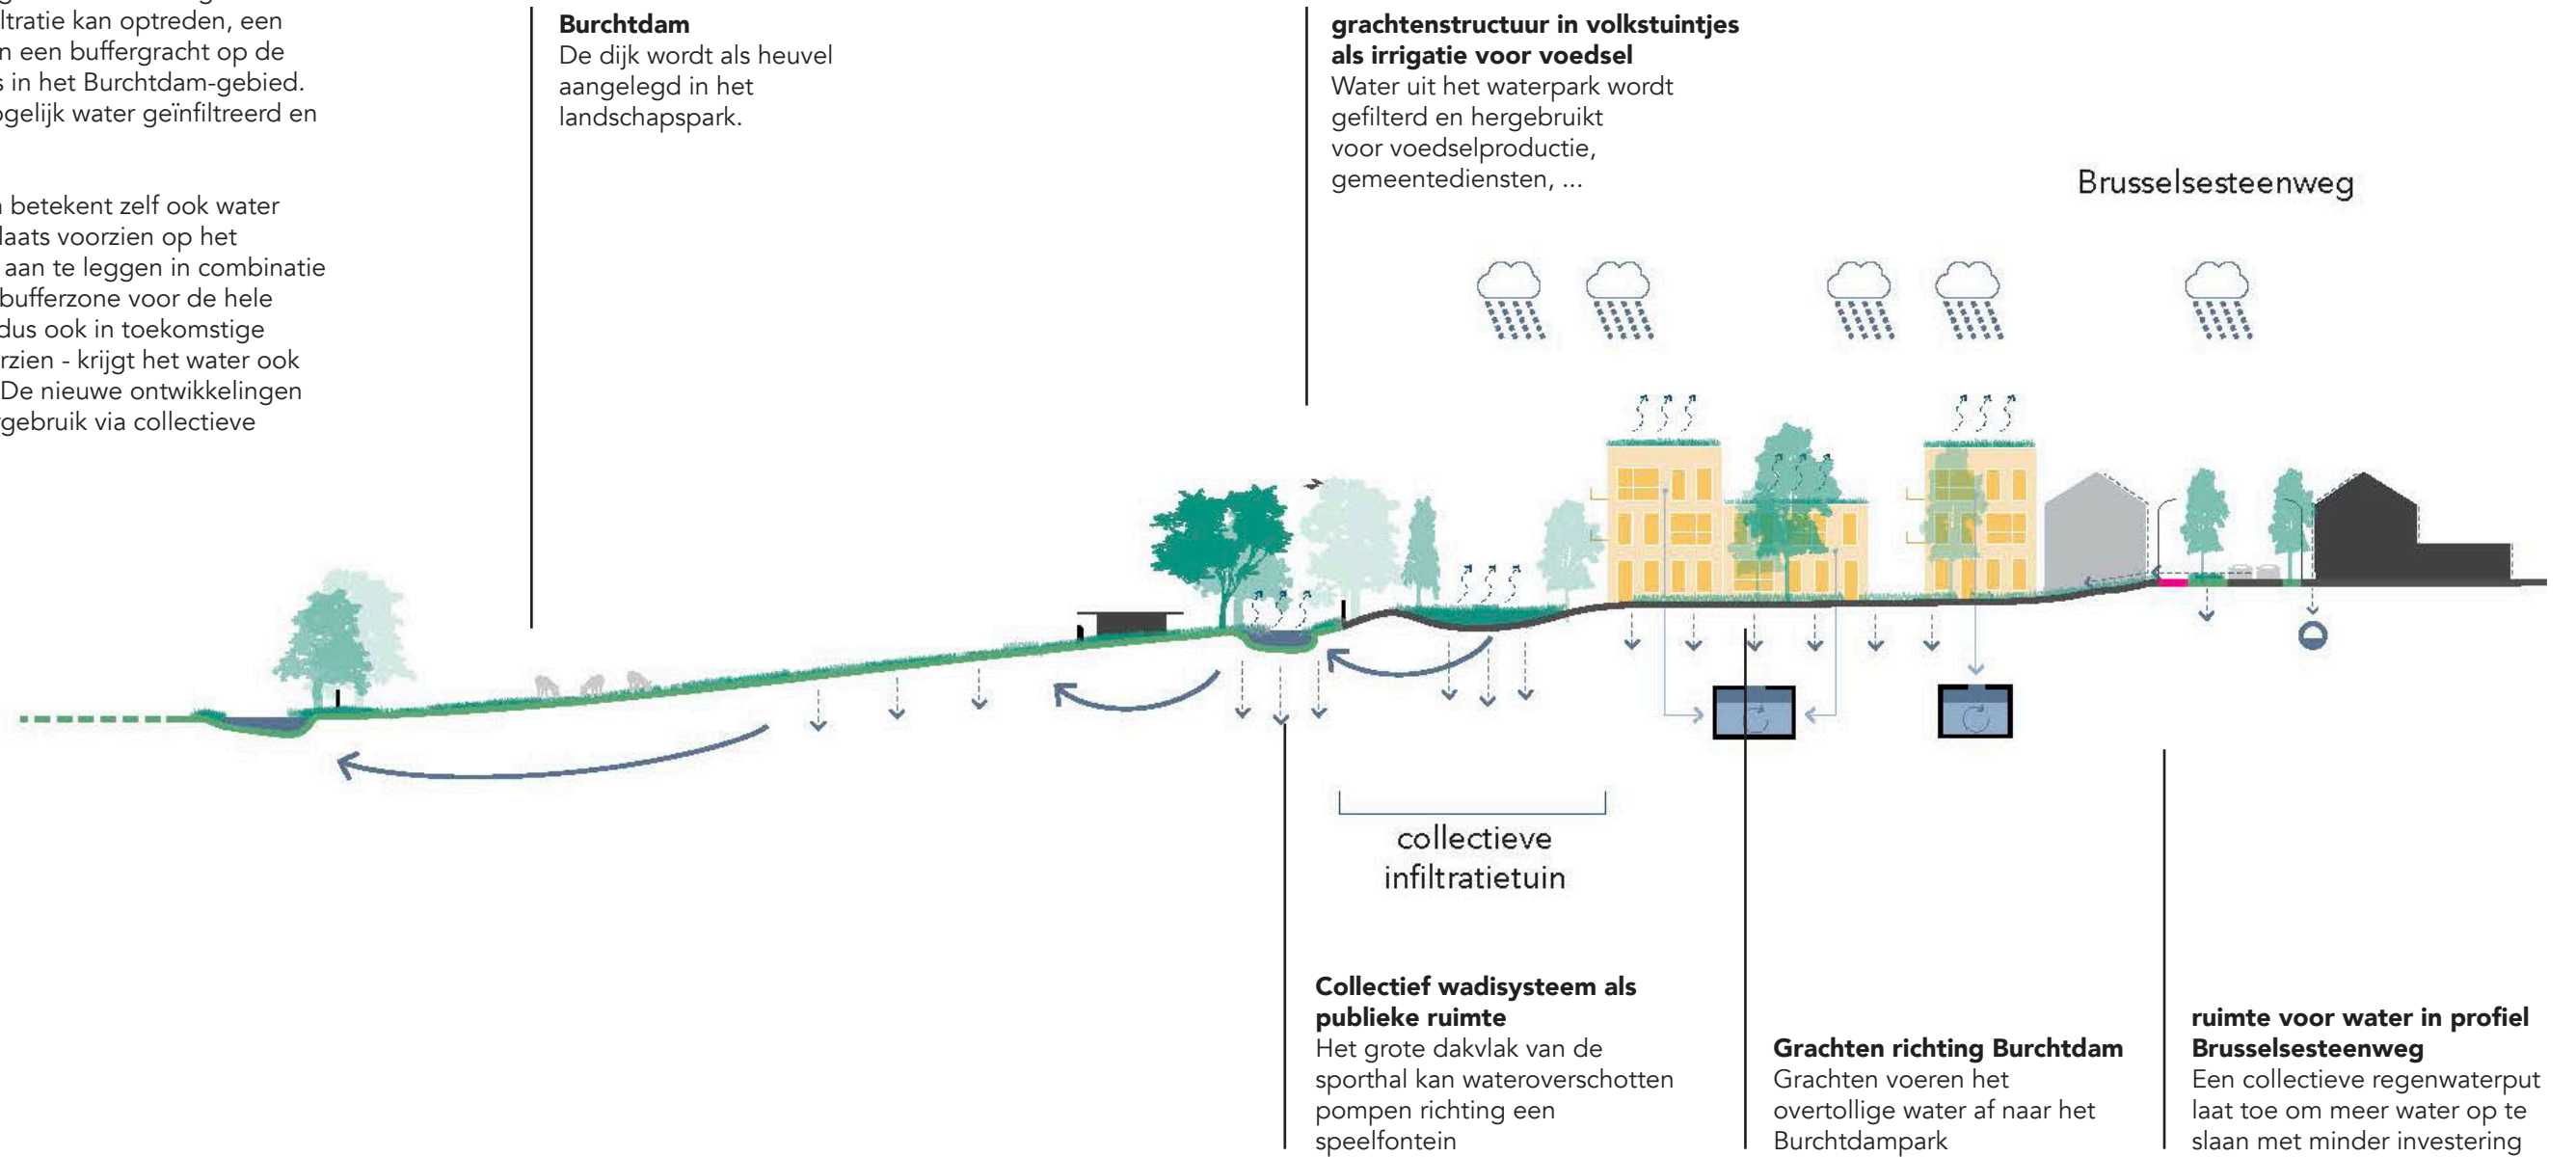 ltratie kan optreden, een
n een buffergracht op de
s in het Burchtdam-gebied.
ogelijk water geïnfiltreerd en
n betekent zelf ook water
laats voorzien op het
aan te leggen in combinatie
bufferzone voor de hele
dus ook in toekomstige
rzien - krijgt het water ook
De nieuwe ontwikkelingen
rgebruik via collectieve
Burchtdam
De dijk wordt als heuvel
aangelegd in het
landschapspark.
grachtenstructuur in volkstuintjes
als irrigatie voor voedsel
Water uit het waterpark wordt
gefilterd en hergebruikt
voor voedselproductie,
gemeentediensten, ...
Brusselsesteenweg
collectieve
infiltratietuin
Collectief wadisysteem als
publieke ruimte
Het grote dakvlak van de
sporthal kan wateroverschotten
pompen richting een
speelfontein
Grachten richting Burchtdam
Grachten voeren het
overtollige water af naar het
Burchtdampark
ruimte voor water in profiel
Brusselsesteenweg
Een collectieve regenwaterput
laat toe om meer water op te
slaan met minder investering